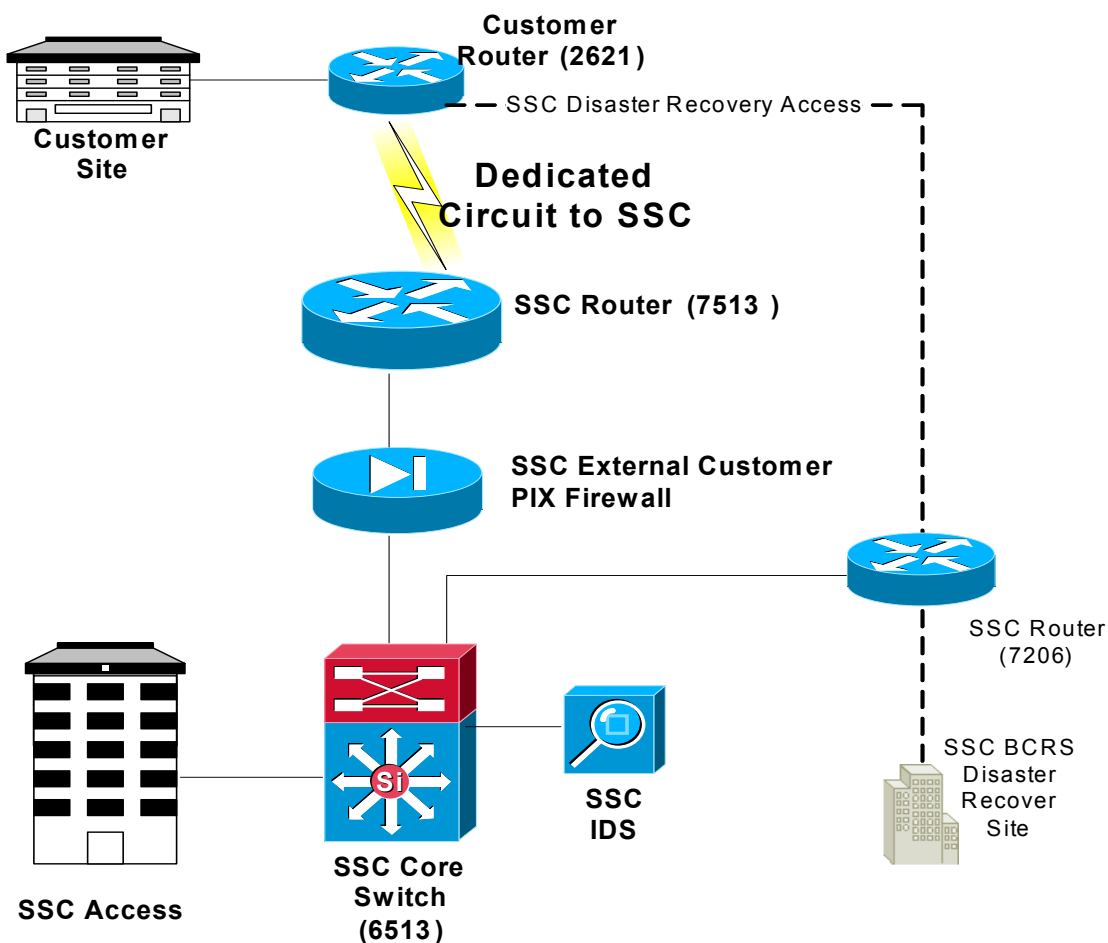 Customer
Router (2621)
SSC Disaster Recovery Access
Customer
Site
Dedicated
Circuit to SSC
SSC Router (7513 )
SSC External Customer
PIX Firewall
SSC Router
(7206)
Si
SSC BCRS
Disaster
Recover
Site
SSC
IDS
SSC Core
Switch
(6513)
SSC Access